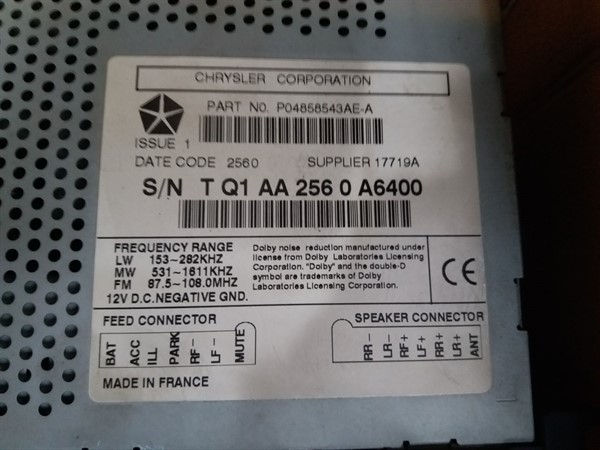 CHRYSLER CORPORATION
PART NO. P04858543AE-A
ISSUE 1
DATE CODE 2560 SUPPLIER 17719A
S/N T Q1 AA 256 0 A6400
FREQUENCY RANGE
LW 153~282KHZ
MW 531~1611KHZ
FM 87.5~108.0MHZ
12V D.C.NEGATIVE GND.
Dolby noise reduction manufactured under
license from Dolby Laboratories Licensing
Corporation. "Dolby" and the double-D
symbol are trademarks of Dolby
Laboratories Licensing Corporation.
CE
FEED CONNECTOR
BAT
ACC
ILL
PARK
RF-
LF-
MUTE
SPEAKER CONNECTOR
RR-
LR-
RF+
LF+
RR+
LR+
ANT
MADE IN FRANCE